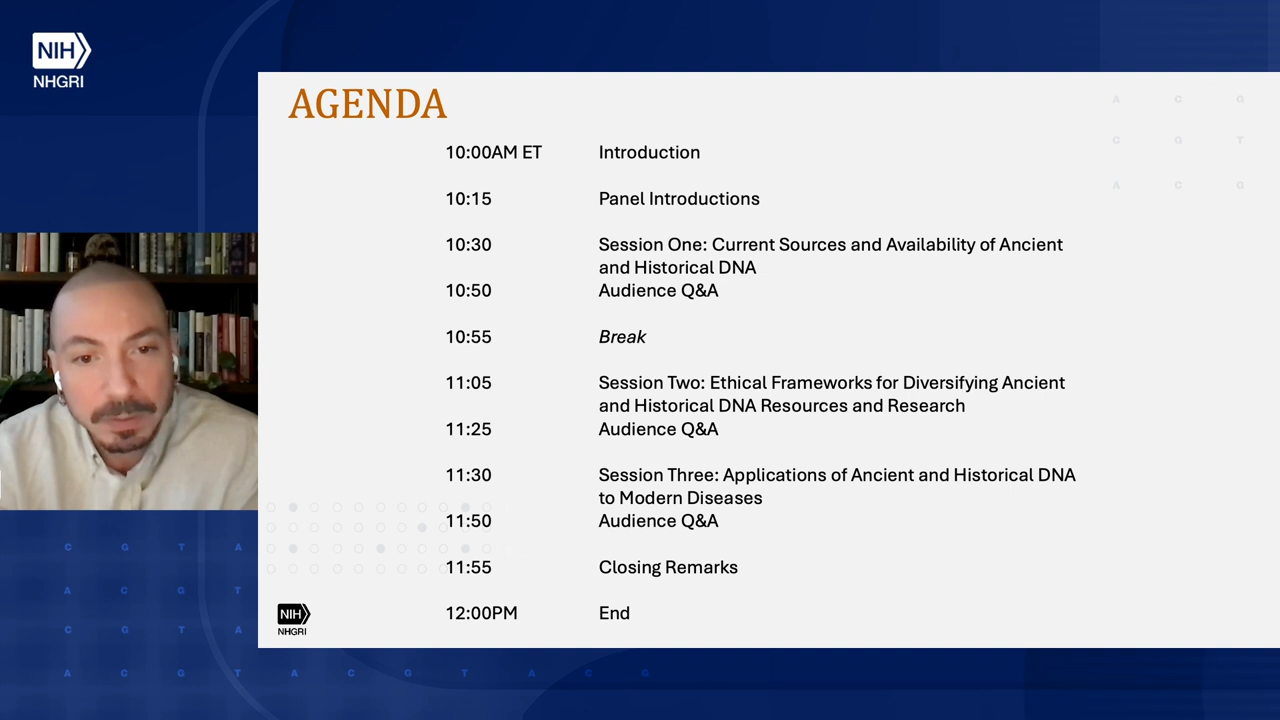 NIH
NHGRI
AGENDA
A C G
C G T
A C G
10:00AM ET Introduction
10:15 Panel Introductions
10:30 Session One: Current Sources and Availability of Ancient
and Historical DNA
10:50 Audience Q&A
10:55 Break
11:05 Session Two: Ethical Frameworks for Diversifying Ancient
and Historical DNA Resources and Research
11:25 Audience Q&A
11:30 Session Three: Applications of Ancient and Historical DNA
to Modern Diseases
11:50 Audience Q&A
11:55 Closing Remarks
12:00PM End
NIH
NHGRI
C G T A
A C G T
C G T A
A C G T A C G T A C G